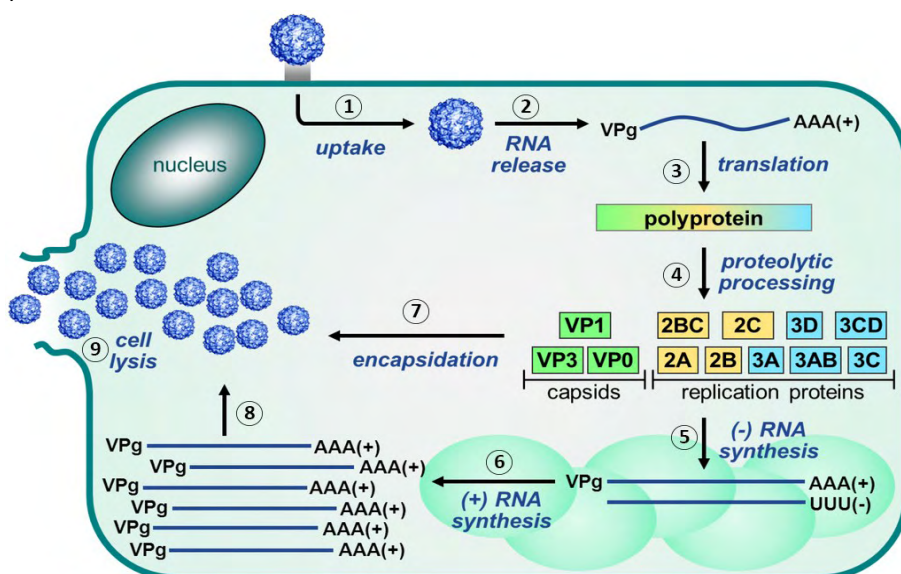 ① uptake
② RNA
release
VPg AAA(+)
nucleus
③ translation
polyprotein
④ proteolytic
processing
⑦ encapsidation
VP1
VP3 VP0
capsids
2BC 2C 3D 3CD
2A 2B 3A 3AB 3C
replication proteins
⑨ cell
lysis
⑧
⑤ (-) RNA
synthesis
VPg AAA(+)
UUU(-)
⑥ (+) RNA
synthesis
VPg AAA(+)
VPg AAA(+)
VPg AAA(+)
VPg AAA(+)
VPg AAA(+)
VPg AAA(+)